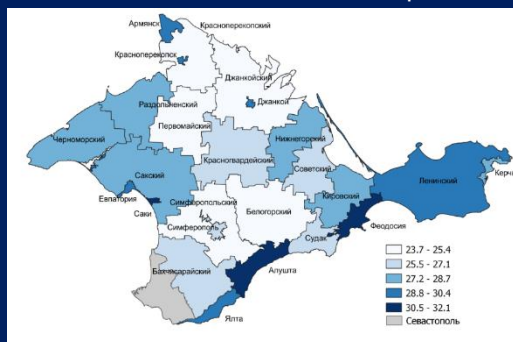 Армянск
Красноперекопский
Красноперекопск
Джанкойский
Джанкой
Раздольненский
Первомайский
Черноморский
Нижнегорский
Красногвардейский
Советский
Ленинский
Керчь
Сакский
Кировский
Евпатория
Саки
Симферопольский
Белогорский
Феодосия
Симферополь
Судак
Бахчисарайский
Алушта
Ялта
23.7 - 25.4
25.5 - 27.1
27.2 - 28.7
28.8 - 30.4
30.5 - 32.1
Севастополь